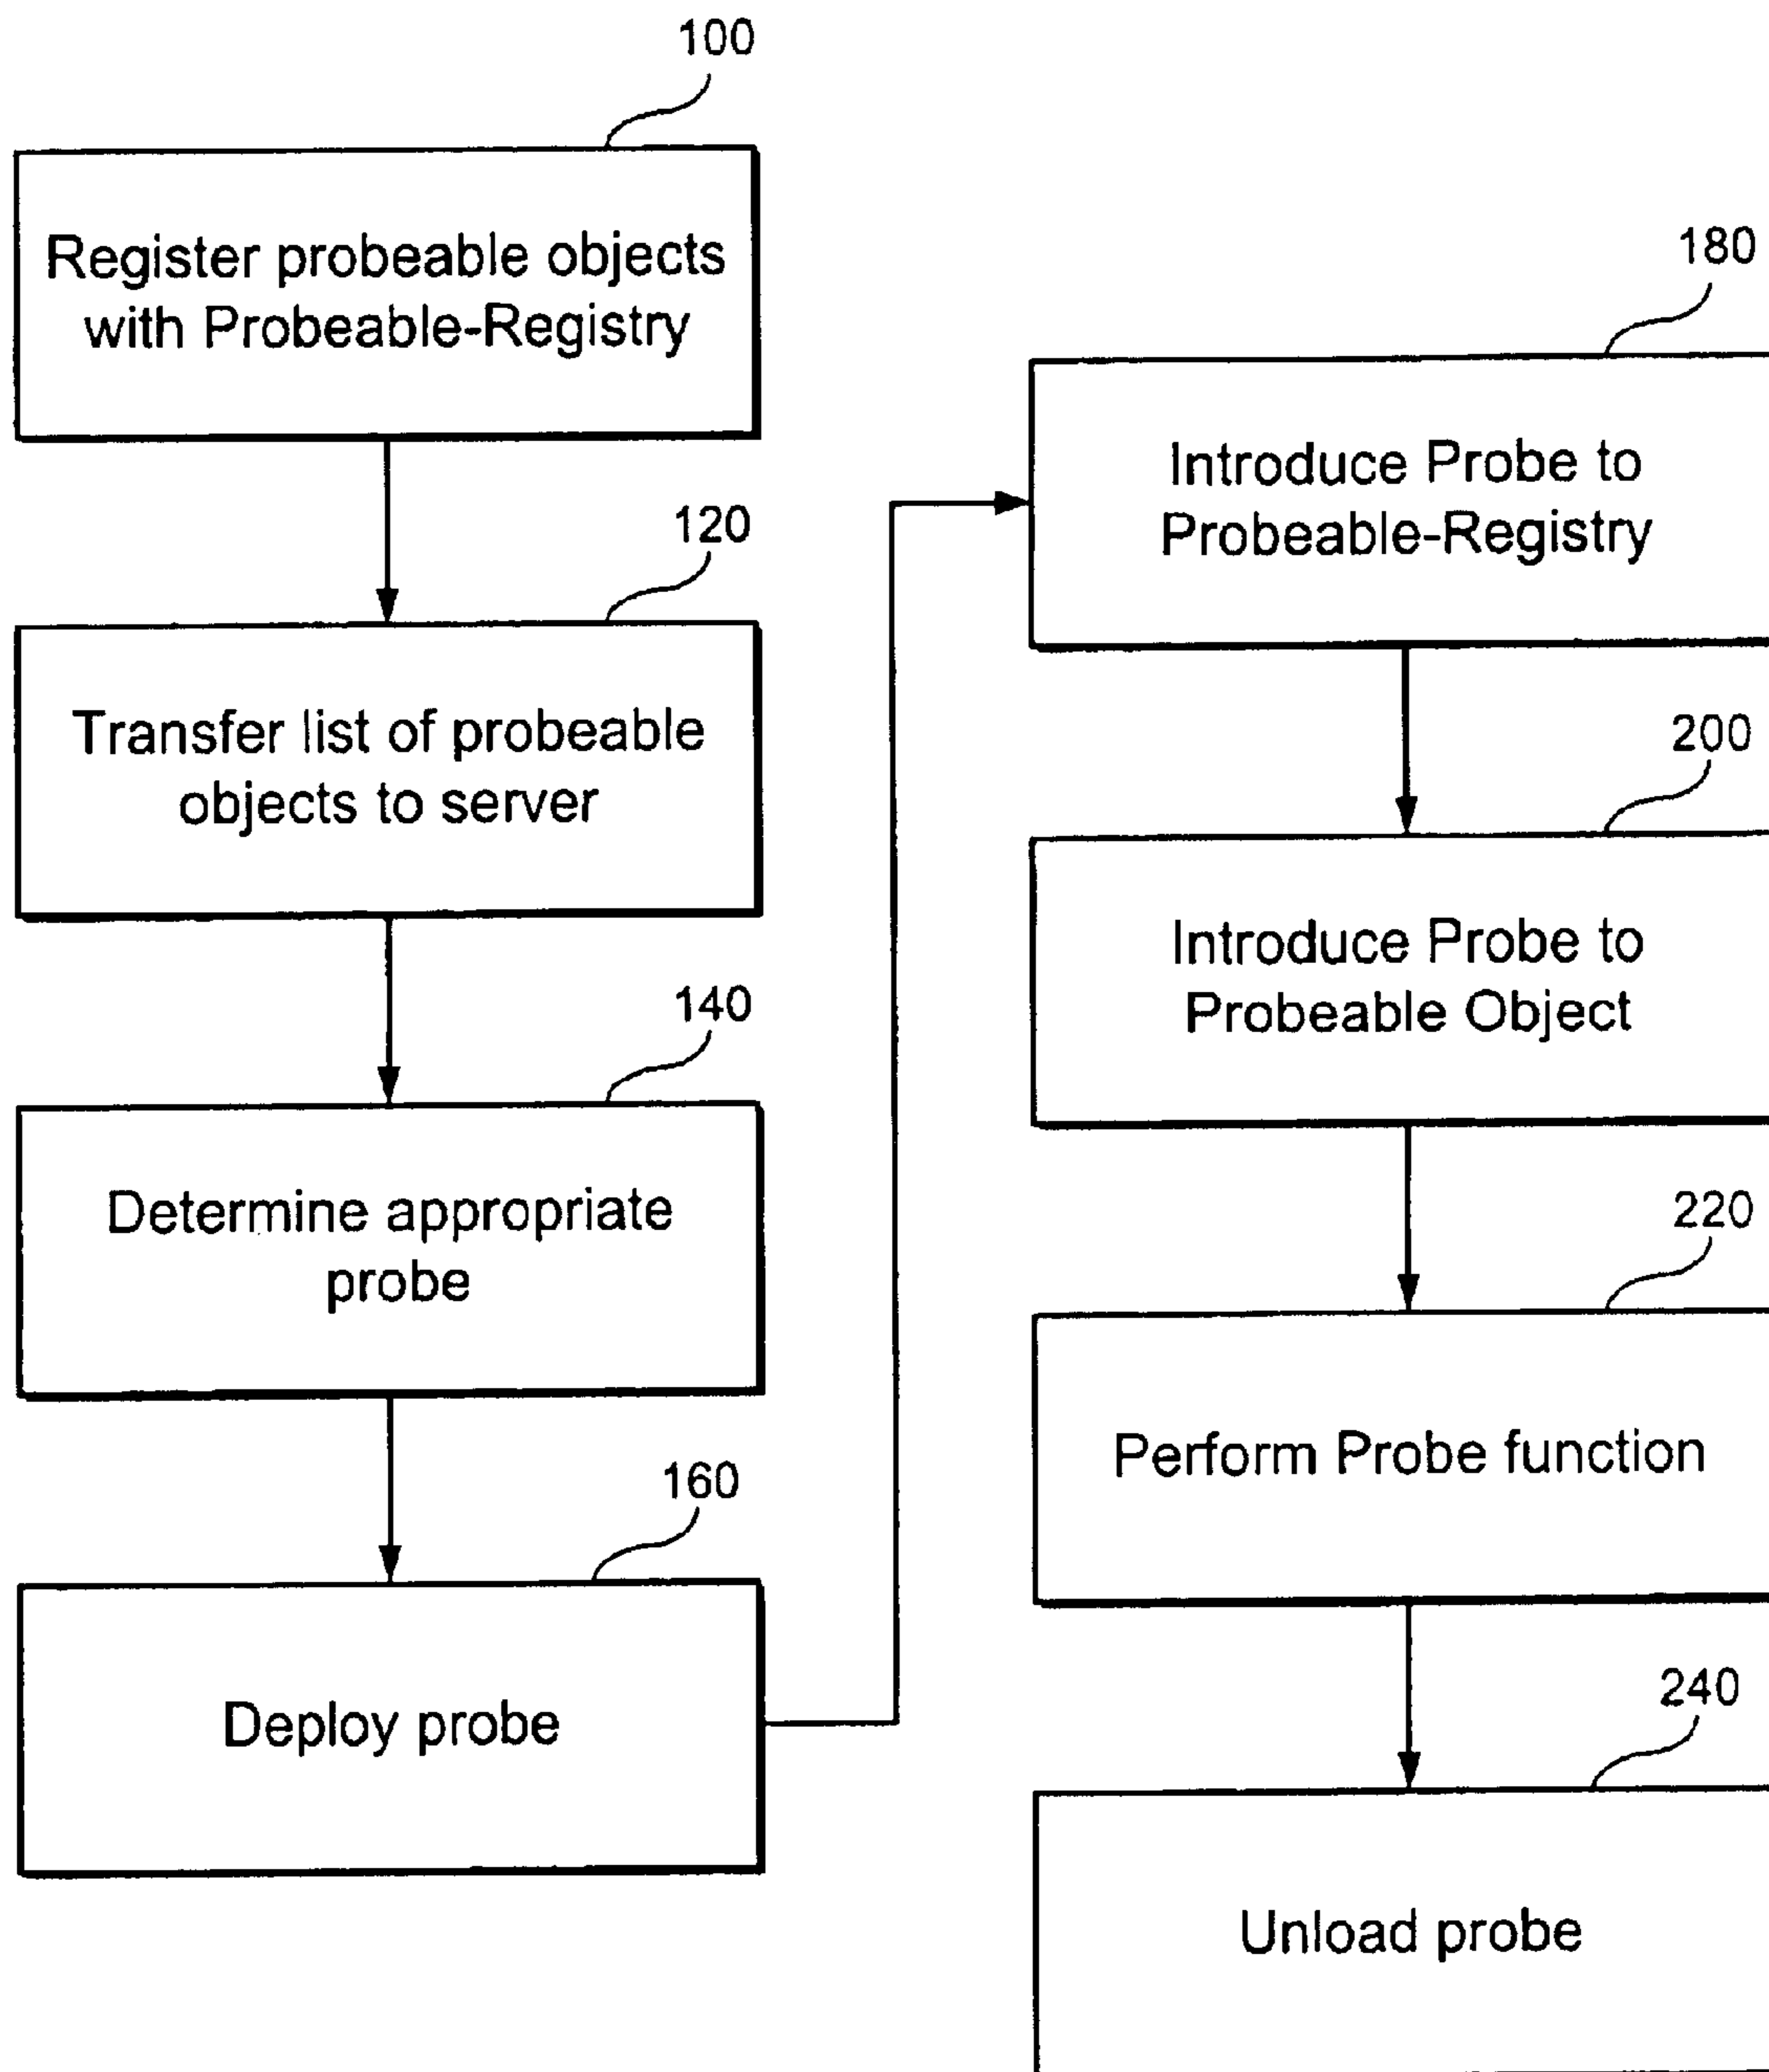 100
Register probeable objects
with Probeable-Registry
120
Transfer list of probeable
objects to server
140
Determine appropriate
probe
160
Deploy probe
180
Introduce Probe to
Probeable-Registry
200
Introduce Probe to
Probeable Object
220
Perform Probe function
240
Unload probe